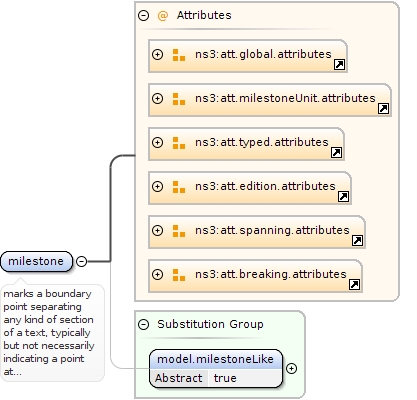 @ Attributes
ns3:att.global.attributes
ns3:att.milestoneUnit.attributes
ns3:att.typed.attributes
ns3:att.edition.attributes
ns3:att.spanning.attributes
ns3:att.breaking.attributes
milestone
marks a boundary
point separating
any kind of section
of a text, typically
but not necessarily
indicating a point
at...
Substitution Group
model.milestoneLike
Abstract true